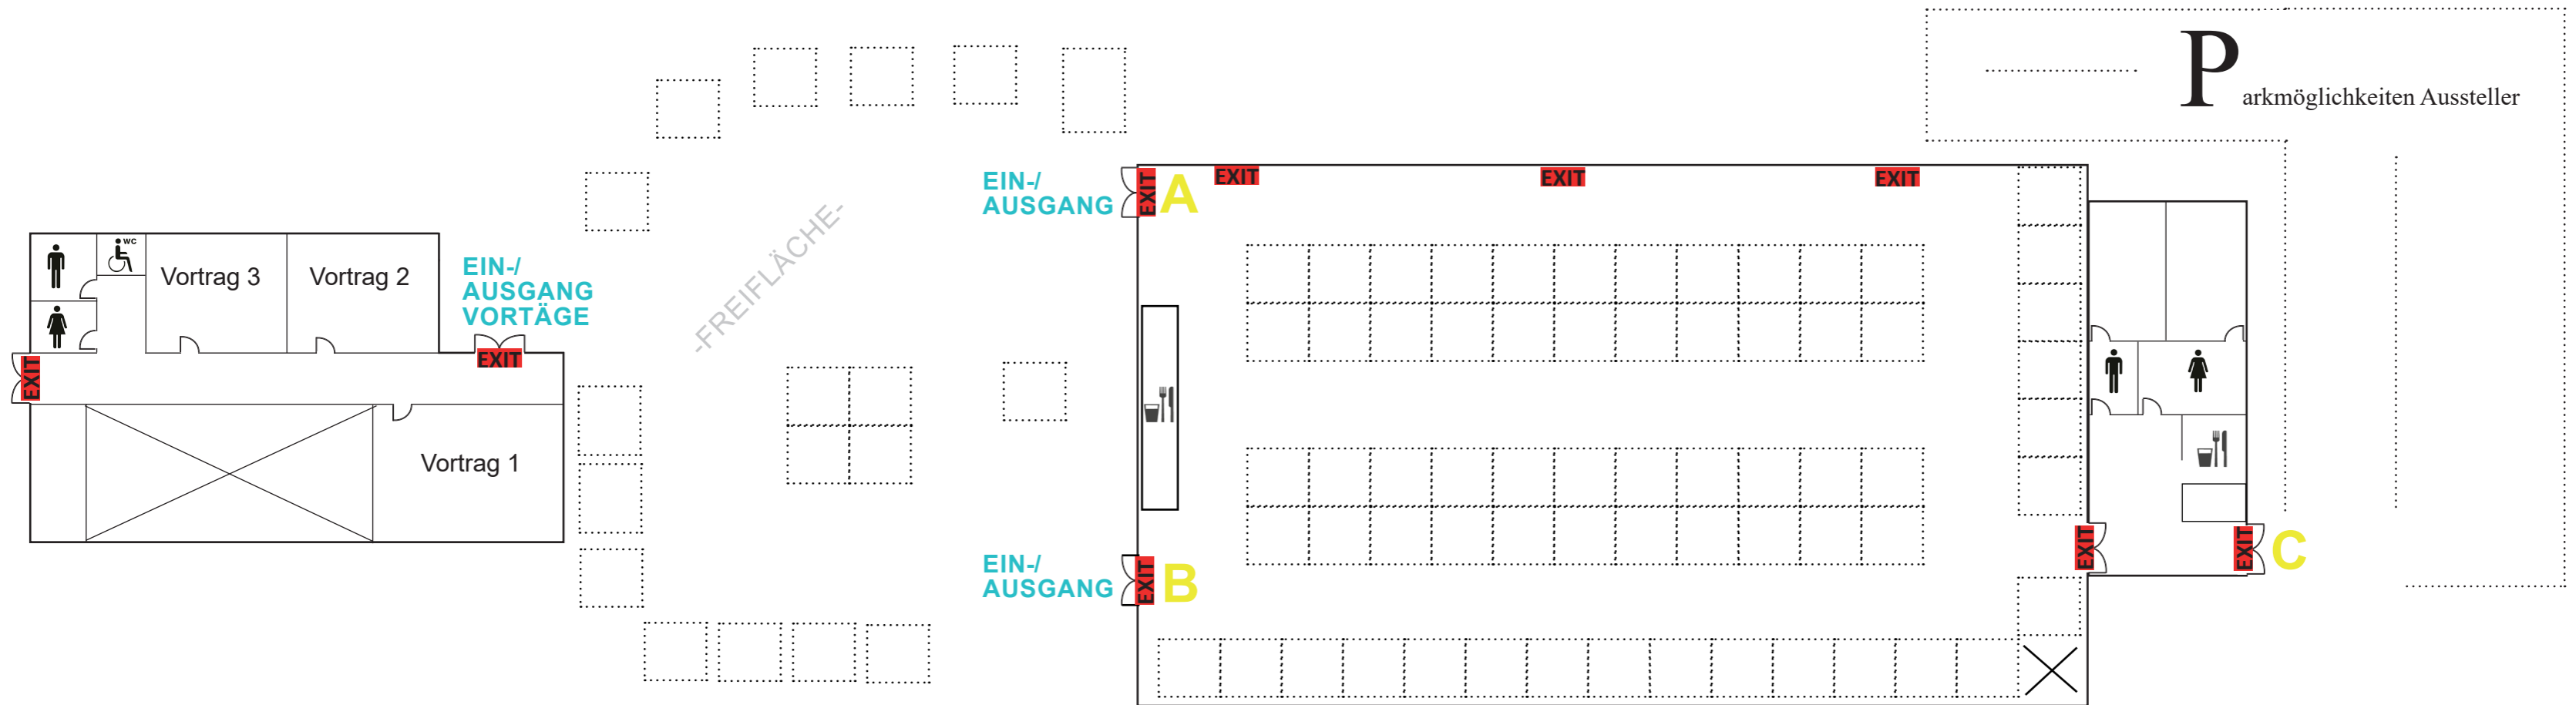 P
arkmöglichkeiten Aussteller
EIN-/
AUSGANG
EXIT
A
EXIT
EXIT
EXIT
-FREIFLÄCHE-
WC
Vortrag 3
Vortrag 2
EIN-/
AUSGANG
VORTÄGE
EXIT
EXIT
Vortrag 1
EIN-/
AUSGANG
EXIT
B
EXIT
EXIT
C